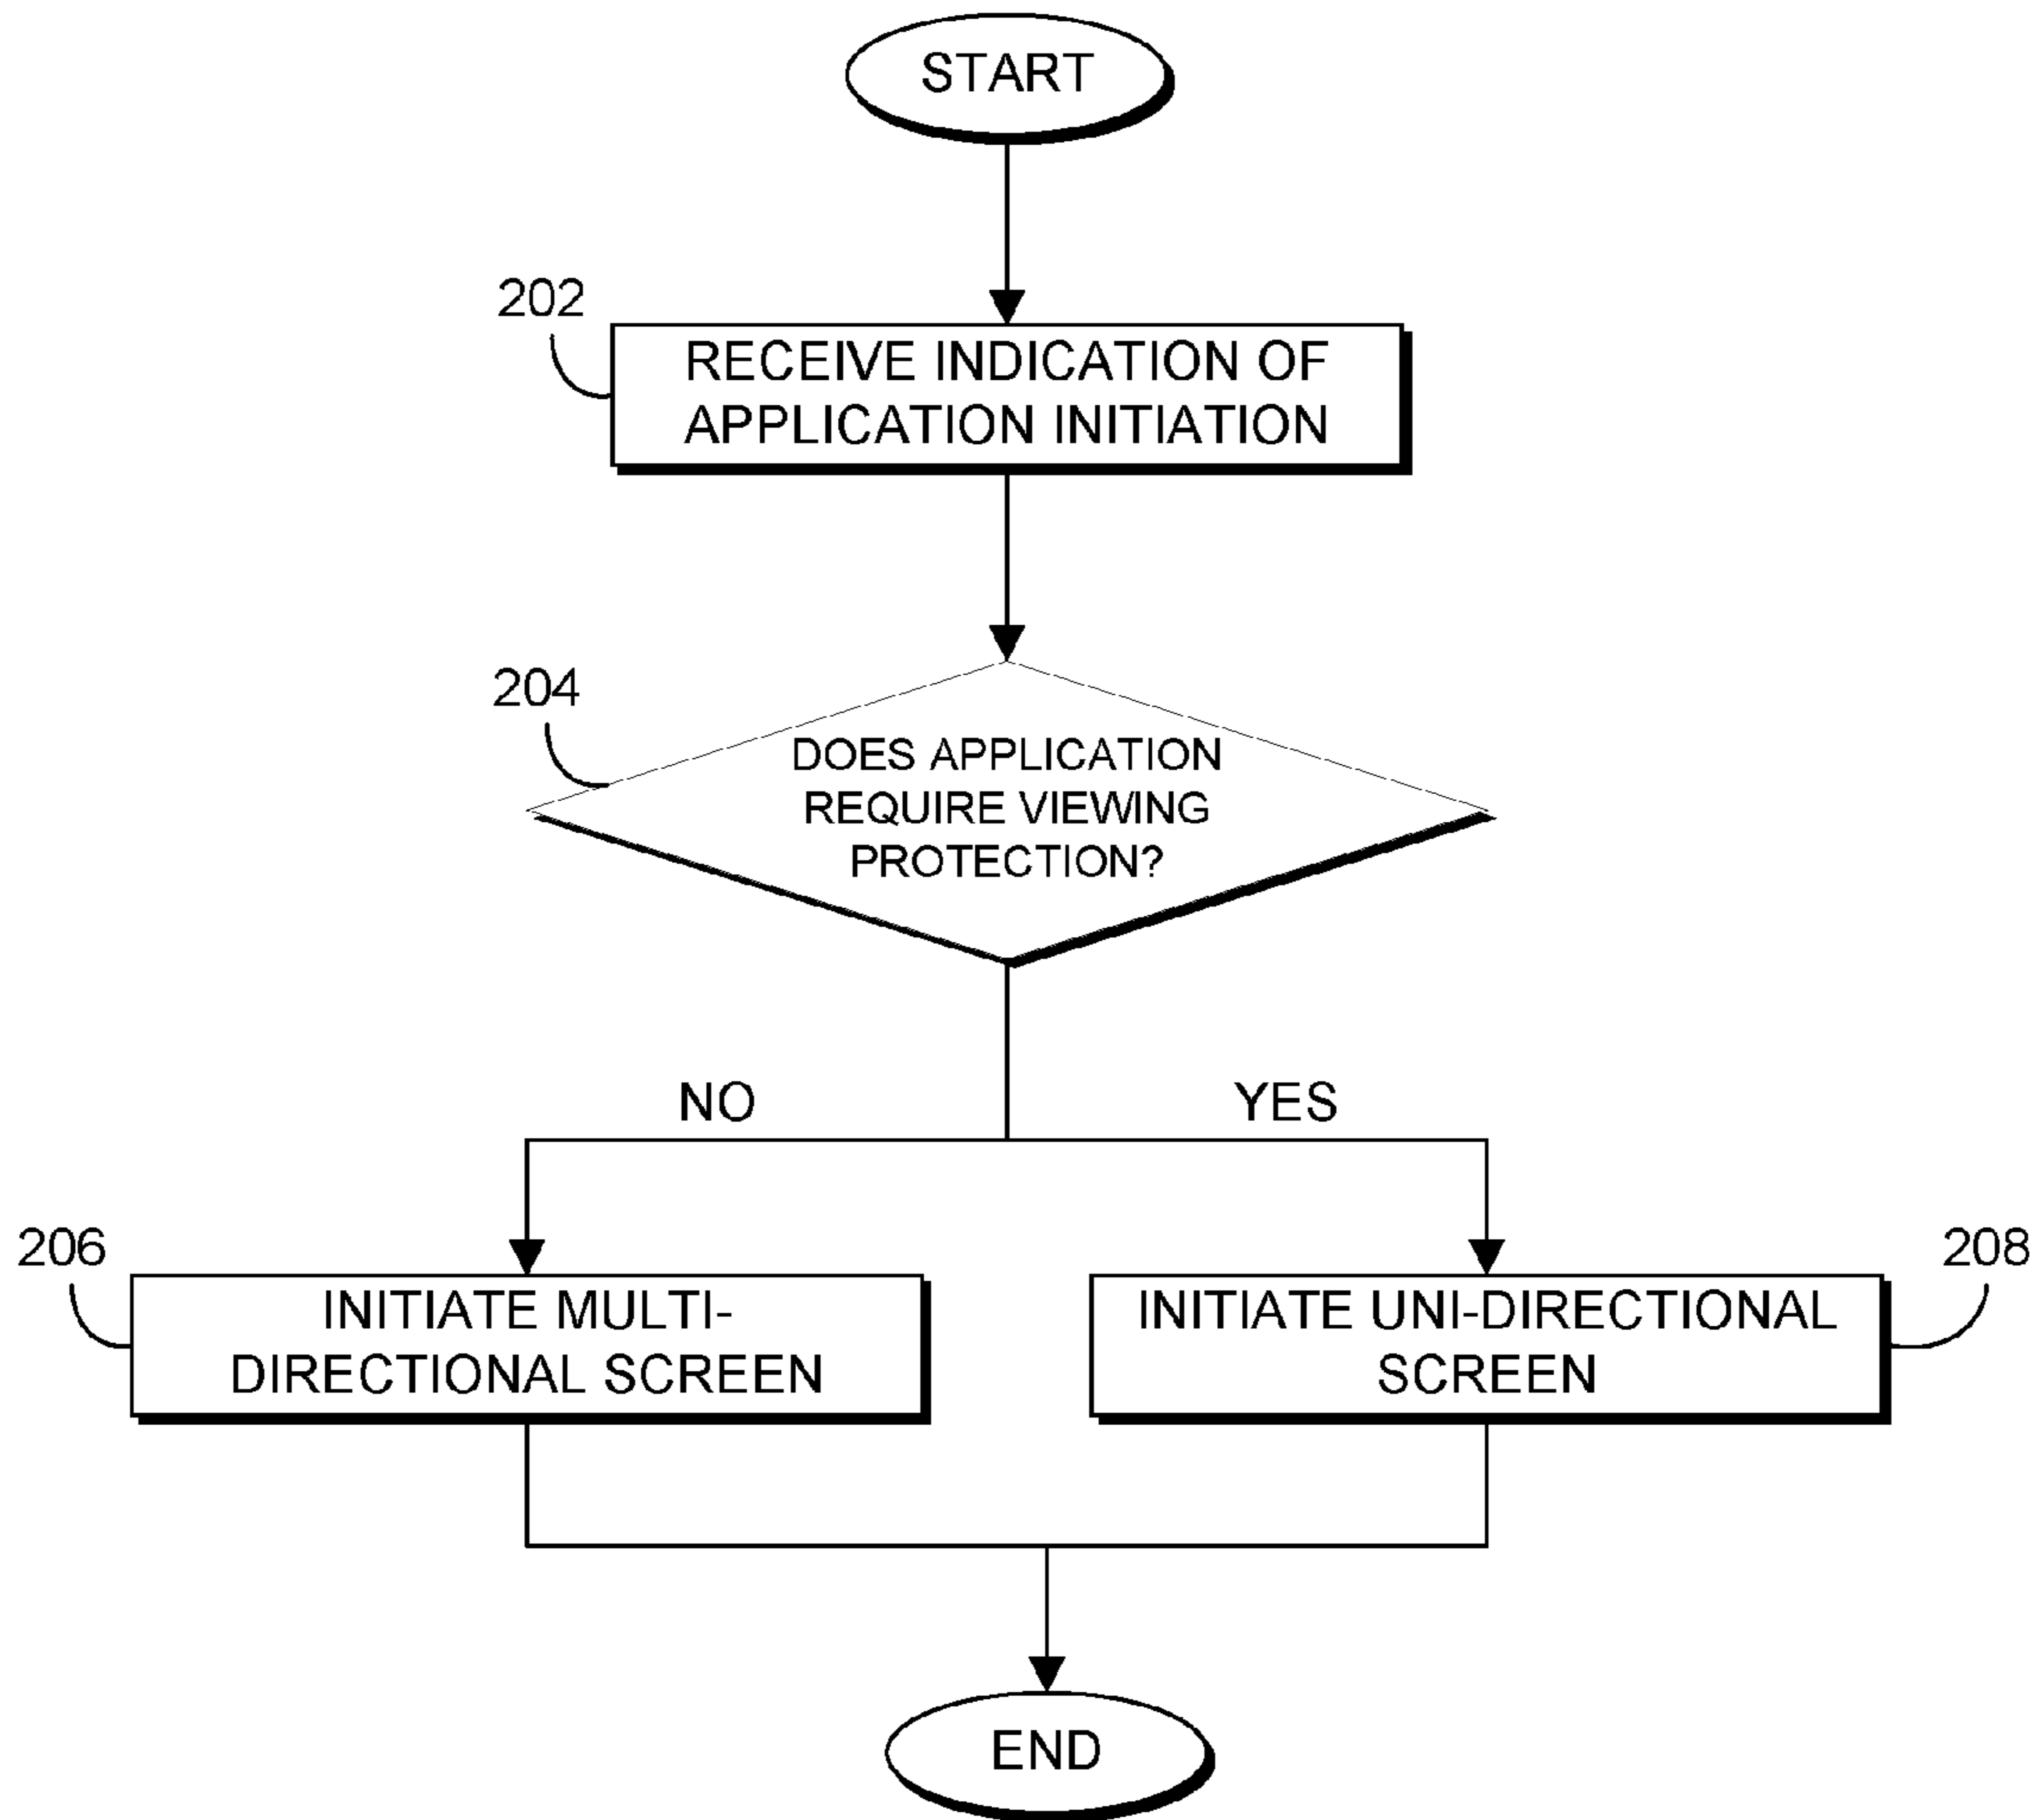 START
202
RECEIVE INDICATION OF
APPLICATION INITIATION
204
DOES APPLICATION
REQUIRE VIEWING
PROTECTION?
NO
YES
206
INITIATE MULTI-
DIRECTIONAL SCREEN
INITIATE UNI-DIRECTIONAL
SCREEN
208
END